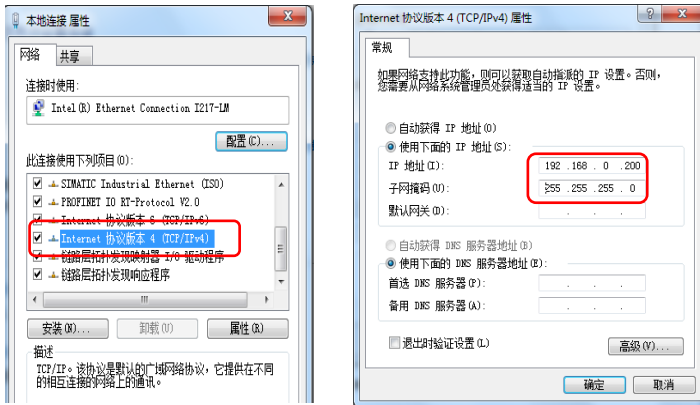 本地连接 属性
网络
共享
连接时使用:
Intel(R) Ethernet Connection I217-LM
配置(C)...
此连接使用下列项目(O):
SIMATIC Industrial Ethernet (ISO)
PROFINET IO RT-Protocol V2.0
Internet 协议版本 6 (TCP/IPv6)
Internet 协议版本 4 (TCP/IPv4)
链路层拓扑发现映射器 I/O 驱动程序
链路层拓扑发现响应程序
安装(N)...
卸载(U)
属性(R)
描述
TCP/IP。该协议是默认的广域网络协议，它提供在不同
的相互连接的网络上的通讯。
Internet 协议版本 4 (TCP/IPv4) 属性
常规
如果网络支持此功能，则可以获取自动指派的 IP 设置。否则，
您需要从网络系统管理员处获得适当的 IP 设置。
自动获得 IP 地址(O)
使用下面的 IP 地址(S):
IP 地址(I):
192 .168 . 0 .200
子网掩码(U):
255 .255 .255 . 0
默认网关(D):
. . .
自动获得 DNS 服务器地址(B)
使用下面的 DNS 服务器地址(E):
首选 DNS 服务器(P):
. . .
备用 DNS 服务器(A):
. . .
退出时验证设置(L)
高级(V)...
确定
取消